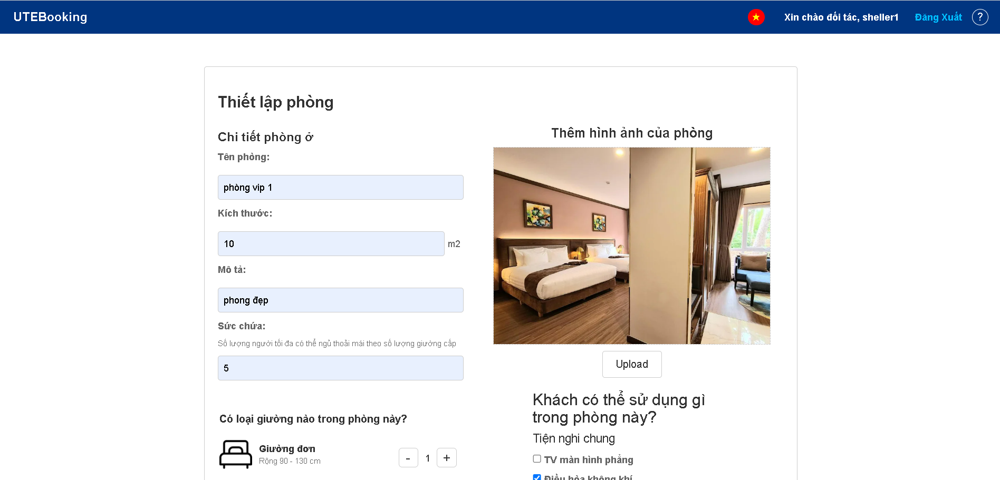 UTEBooking
Xin chào đối tác, sheller1
Đăng Xuất
?
Thiết lập phòng
Chi tiết phòng ở
Tên phòng:
phòng vip 1
Kích thước:
10
m2
Mô tả:
phong đẹp
Sức chứa:
Số lượng người tối đa có thể ngủ thoải mái theo số lượng giường cấp
5
Có loại giường nào trong phòng này?
Giường đơn
Rộng 90 - 130 cm
- 1 +
Thêm hình ảnh của phòng
Upload
Khách có thể sử dụng gì
trong phòng này?
Tiện nghi chung
TV màn hình phẳng
Điều hòa không khí